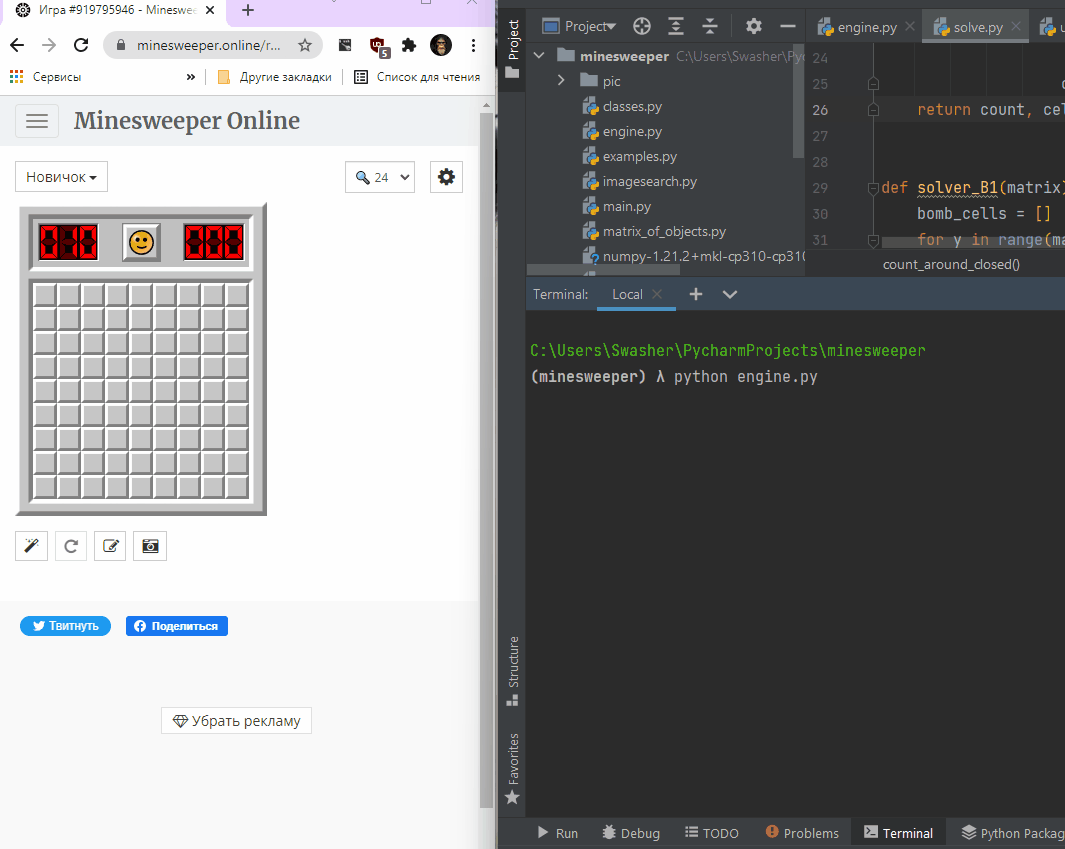 Игра #919795946 - Mineswee
minesweeper.online/r...
5
Сервисы
»
Другие закладки
Список для чтения
Minesweeper Online
Новичок
24
010
000
Твитнуть
Поделиться
Убрать рекламу
Project
Project
engine.py
solve.py
minesweeper C:\Users\Swasher\Pyc
pic
classes.py
engine.py
examples.py
imagesearch.py
main.py
matrix_of_objects.py
numpy-1.21.2+mkl-cp310-cp310
24
25
26 return count, cel
27
28
29 def solver_B1(matrix)
30 bomb_cells = []
31 for y in range(ma
count_around_closed()
Terminal:
Local
C:\Users\Swasher\PycharmProjects\minesweeper
(minesweeper) λ python engine.py
Structure
Favorites
Run
Debug
TODO
Problems
Terminal
Python Packag